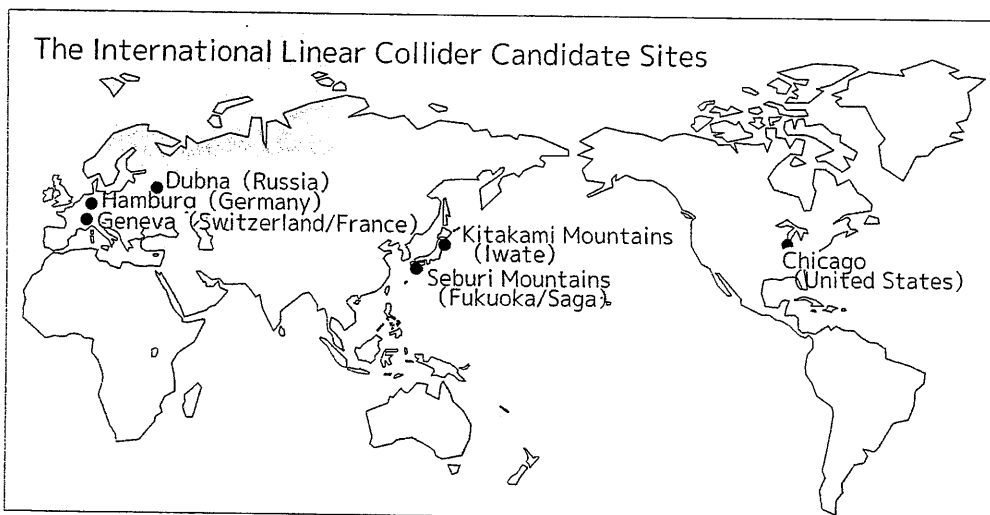 The International Linear Collider Candidate Sites
Dubna (Russia)
Hamburg (Germany)
Geneva (Switzerland/France)
Kitakami Mountains
(Iwate)
Seburi Mountains
(Fukuoka/Saga)
Chicago
(United States)